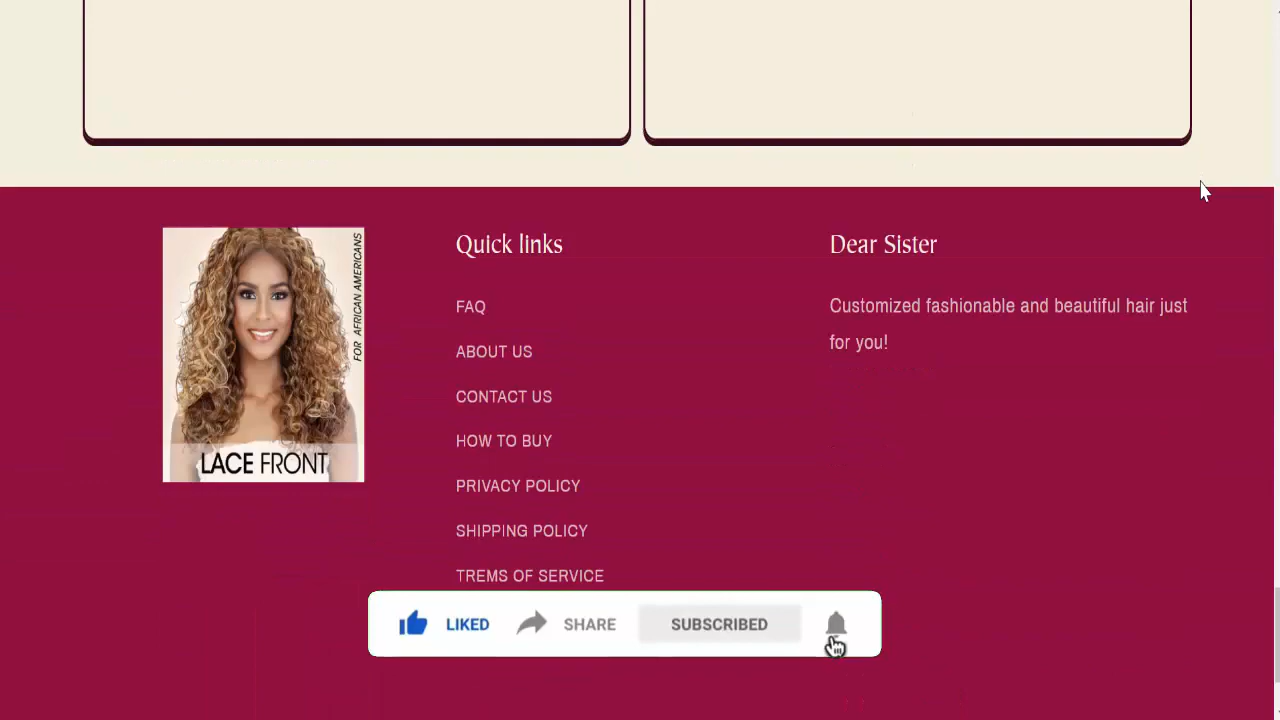 FOR AFRICAN AMERICANS
LACE FRONT
Quick links
FAQ
ABOUT US
CONTACT US
HOW TO BUY
PRIVACY POLICY
SHIPPING POLICY
TREMS OF SERVICE
Dear Sister
Customized fashionable and beautiful hair just
for you!
LIKED SHARE SUBSCRIBED